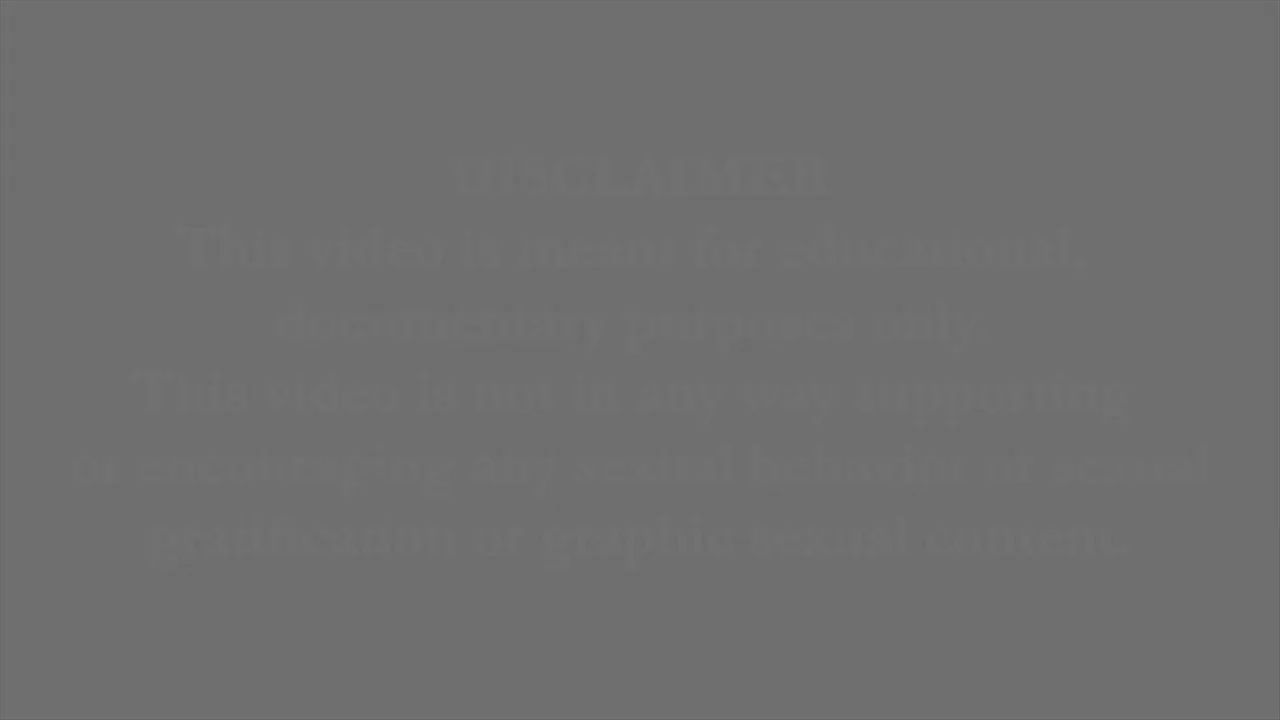 DISCLAIMER
This video is means for educational,
documentary purposes only
This video is not in any way supporting
or encouraging any sexual behavior or sexual
gratification or graphic sexual content.